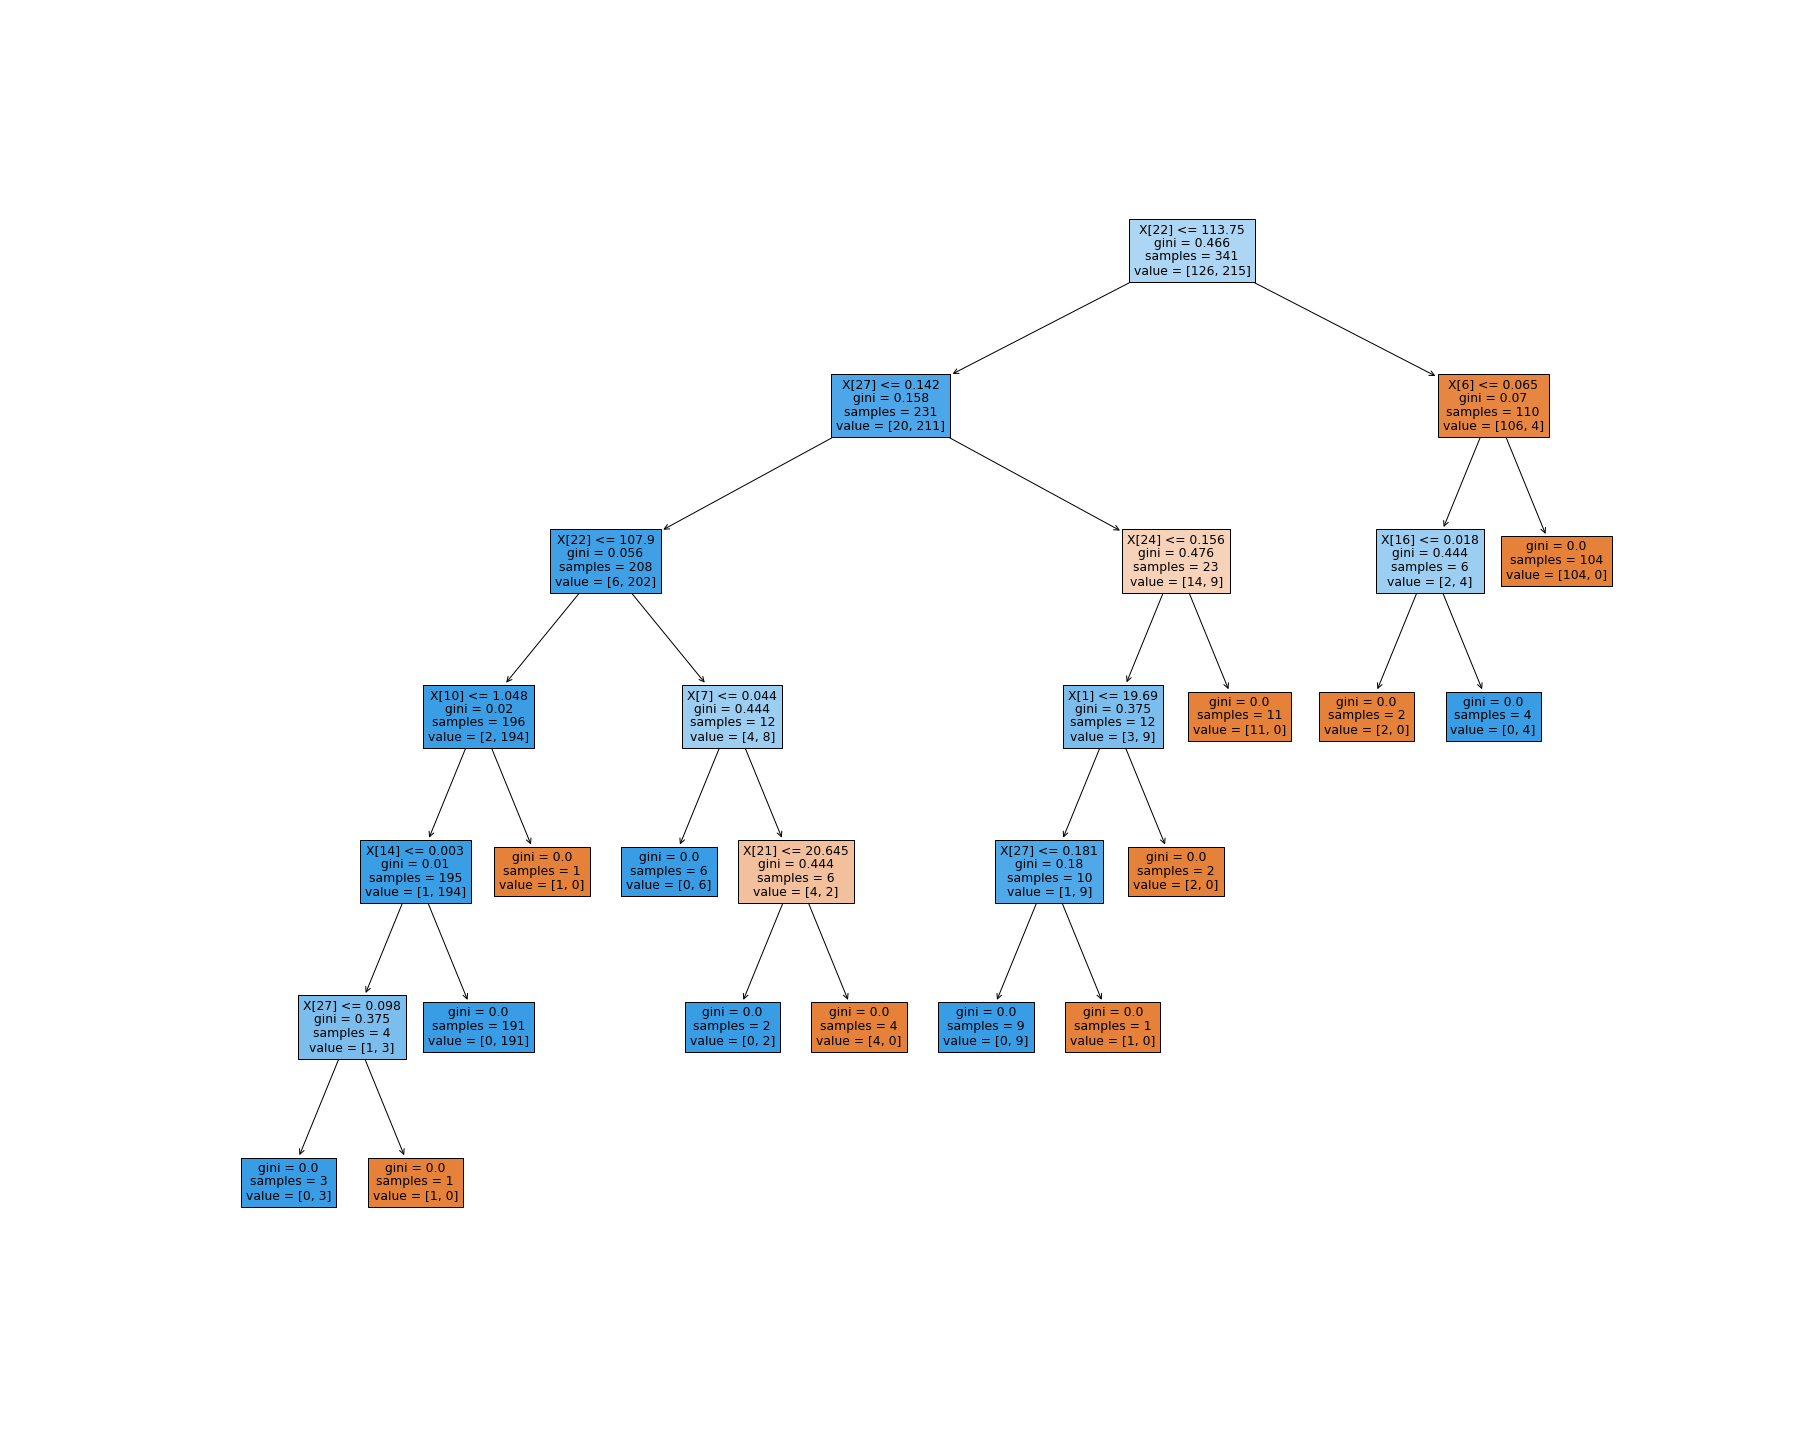 X[22] <= 113.75
gini = 0.466
samples = 341
value = [126, 215]
X[27] <= 0.142
gini = 0.158
samples = 231
value = [20, 211]
X[6] <= 0.065
gini = 0.07
samples = 110
value = [106, 4]
X[22] <= 107.9
gini = 0.056
samples = 208
value = [6, 202]
X[24] <= 0.156
gini = 0.476
samples = 23
value = [14, 9]
X[16] <= 0.018
gini = 0.444
samples = 6
value = [2, 4]
gini = 0.0
samples = 104
value = [104, 0]
X[10] <= 1.048
gini = 0.02
samples = 196
value = [2, 194]
X[7] <= 0.044
gini = 0.444
samples = 12
value = [4, 8]
X[1] <= 19.69
gini = 0.375
samples = 12
value = [3, 9]
gini = 0.0
samples = 11
value = [11, 0]
gini = 0.0
samples = 2
value = [2, 0]
gini = 0.0
samples = 4
value = [0, 4]
X[14] <= 0.003
gini = 0.01
samples = 195
value = [1, 194]
gini = 0.0
samples = 1
value = [1, 0]
gini = 0.0
samples = 6
value = [0, 6]
X[21] <= 20.645
gini = 0.444
samples = 6
value = [4, 2]
X[27] <= 0.181
gini = 0.18
samples = 10
value = [1, 9]
gini = 0.0
samples = 2
value = [2, 0]
X[27] <= 0.098
gini = 0.375
samples = 4
value = [1, 3]
gini = 0.0
samples = 191
value = [0, 191]
gini = 0.0
samples = 2
value = [0, 2]
gini = 0.0
samples = 4
value = [4, 0]
gini = 0.0
samples = 9
value = [0, 9]
gini = 0.0
samples = 1
value = [1, 0]
gini = 0.0
samples = 3
value = [0, 3]
gini = 0.0
samples = 1
value = [1, 0]